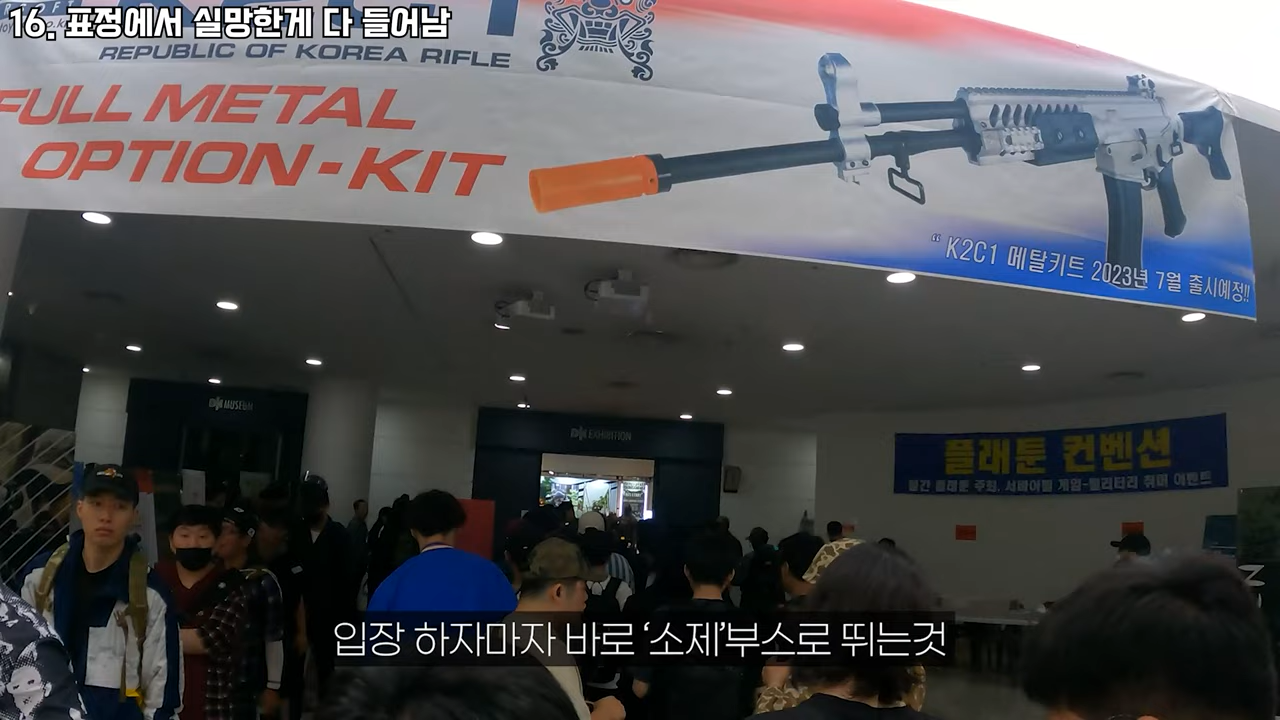 16. 표정에서 실망한게 다 들어남
REPUBLIC OF KOREA RIFLE
FULL METAL
OPTION-KIT
“ K2C1 메탈키트 2023년 7월 출시예정!!
MUSEUM
EXHIBITION
플래툰 컨벤션
월간 플래툰 주최, 서바이벌 게임-밀리터리 취미 이벤트
입장 하자마자 바로 ‘소제’부스로 뛰는것